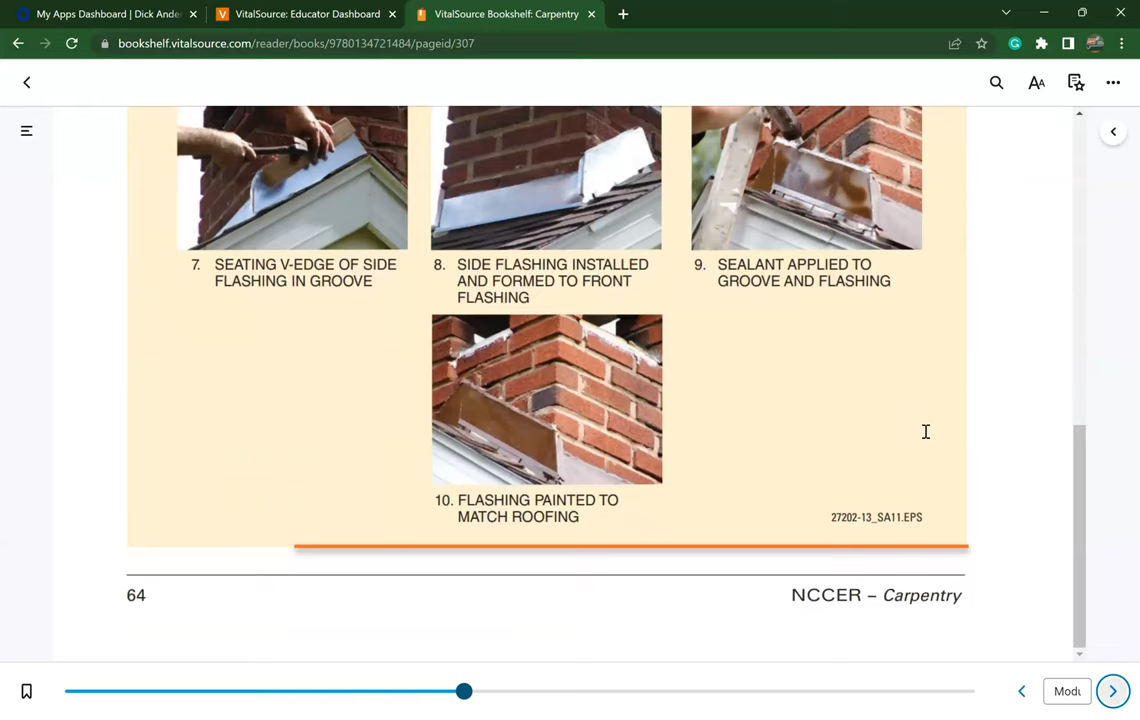 My Apps Dashboard | Dick Ander
VitalSource: Educator Dashboard
VitalSource Bookshelf: Carpentry
bookshelf.vitalsource.com/reader/books/9780134721484/pageid/307
AA
7. SEATING V-EDGE OF SIDE
FLASHING IN GROOVE
8. SIDE FLASHING INSTALLED
AND FORMED TO FRONT
FLASHING
9. SEALANT APPLIED TO
GROOVE AND FLASHING
10. FLASHING PAINTED TO
MATCH ROOFING
27202-13_SA11.EPS
64
NCCER – Carpentry
Modu